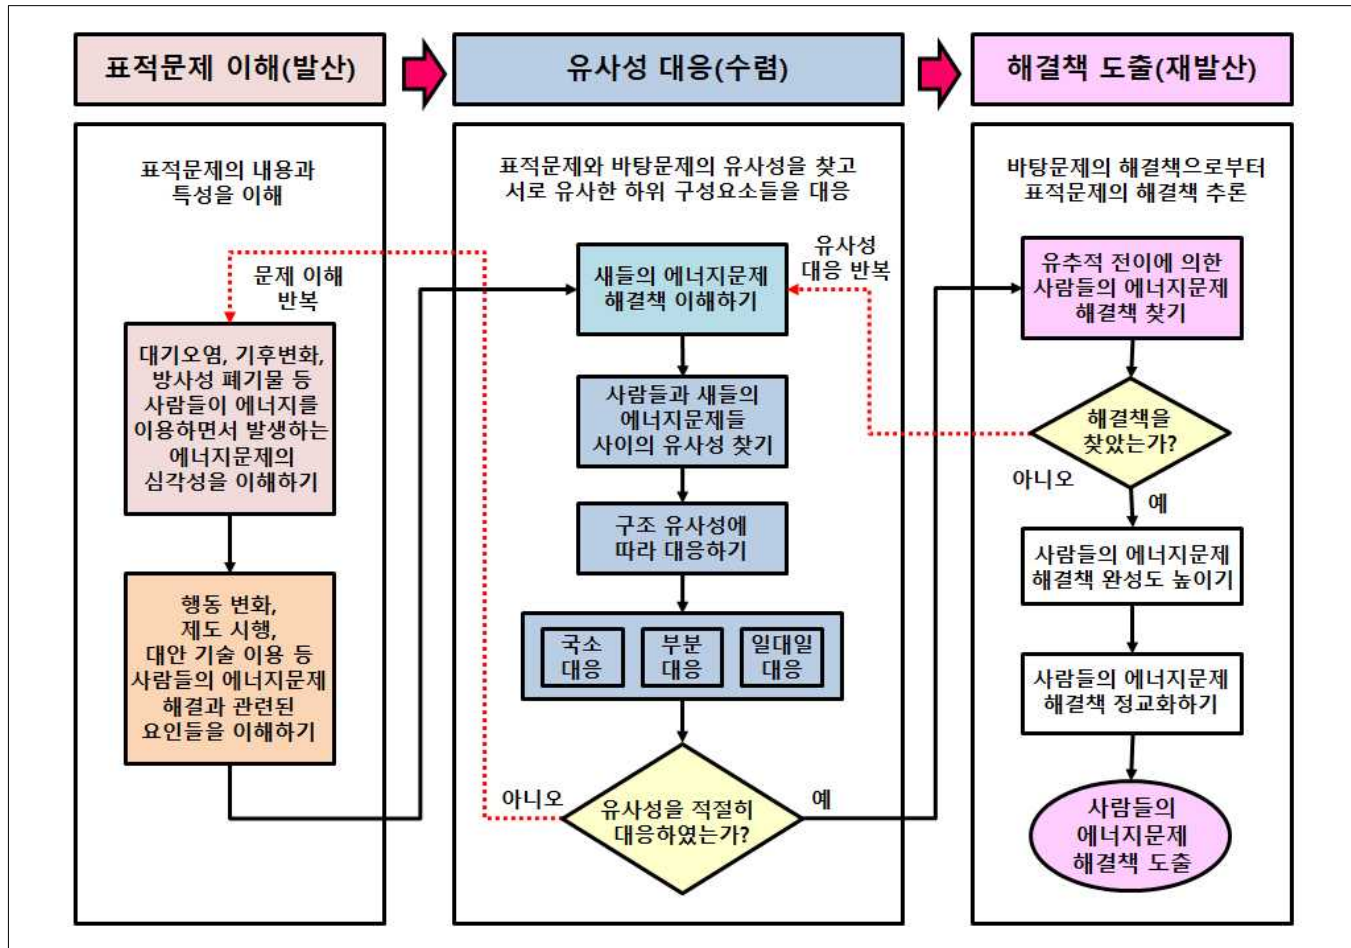 표적문제 이해(발산)
유사성 대응(수렴)
해결책 도출(재발산)
표적문제의 내용과
특성을 이해
문제 이해
반복
대기오염, 기후변화,
방사성 폐기물 등
사람들이 에너지를
이용하면서 발생하는
에너지문제의
심각성을 이해하기
행동 변화,
제도 시행,
대안 기술 이용 등
사람들의 에너지문제
해결과 관련된
요인들을 이해하기
표적문제와 바탕문제의 유사성을 찾고
서로 유사한 하위 구성요소들을 대응
유사성
대응 반복
새들의 에너지문제
해결책 이해하기
사람들과 새들의
에너지문제들
사이의 유사성 찾기
구조 유사성에
따라 대응하기
국소
대응
부분
대응
일대일
대응
아니오
유사성을 적절히
대응하였는가?
예
바탕문제의 해결책으로부터
표적문제의 해결책 추론
유추적 전이에 의한
사람들의 에너지문제
해결책 찾기
해결책을
찾았는가?
아니오
예
사람들의 에너지문제
해결책 완성도 높이기
사람들의 에너지문제
해결책 정교화하기
사람들의
에너지문제
해결책 도출